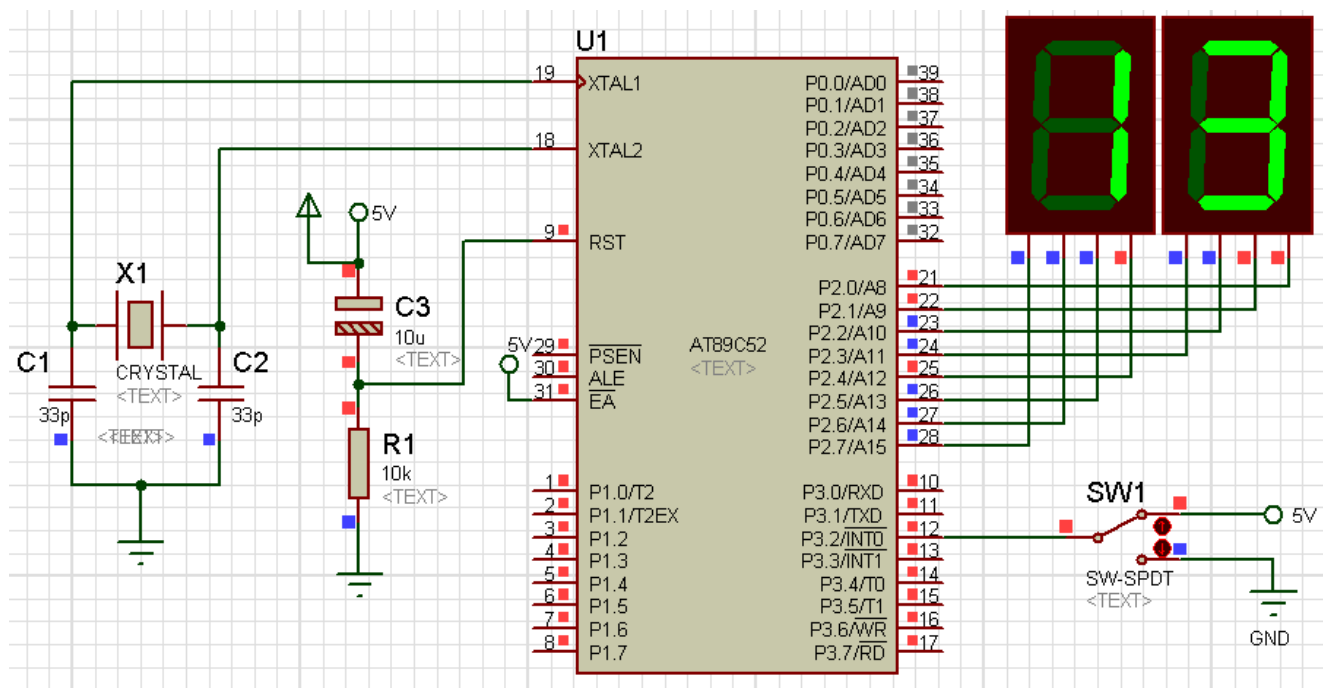 U1
19
XTAL1
18
XTAL2
9
RST
29
PSEN
30
ALE
31
EA
1
P1.0/T2
2
P1.1/T2EX
3
P1.2
4
P1.3
5
P1.4
6
P1.5
7
P1.6
8
P1.7
AT89C52
<TEXT>
P0.0/AD0
39
P0.1/AD1
38
P0.2/AD2
37
P0.3/AD3
36
P0.4/AD4
35
P0.5/AD5
34
P0.6/AD6
33
P0.7/AD7
32
P2.0/A8
21
P2.1/A9
22
P2.2/A10
23
P2.3/A11
24
P2.4/A12
25
P2.5/A13
26
P2.6/A14
27
P2.7/A15
28
P3.0/RXD
10
P3.1/TXD
11
P3.2/INT0
12
P3.3/INT1
13
P3.4/T0
14
P3.5/T1
15
P3.6/WR
16
P3.7/RD
17
13
X1
CRYSTAL
<TEXT>
C1
33p
C2
33p
5V
C3
10u
<TEXT>
5V
R1
10k
<TEXT>
SW1
SW-SPDT
<TEXT>
5V
GND